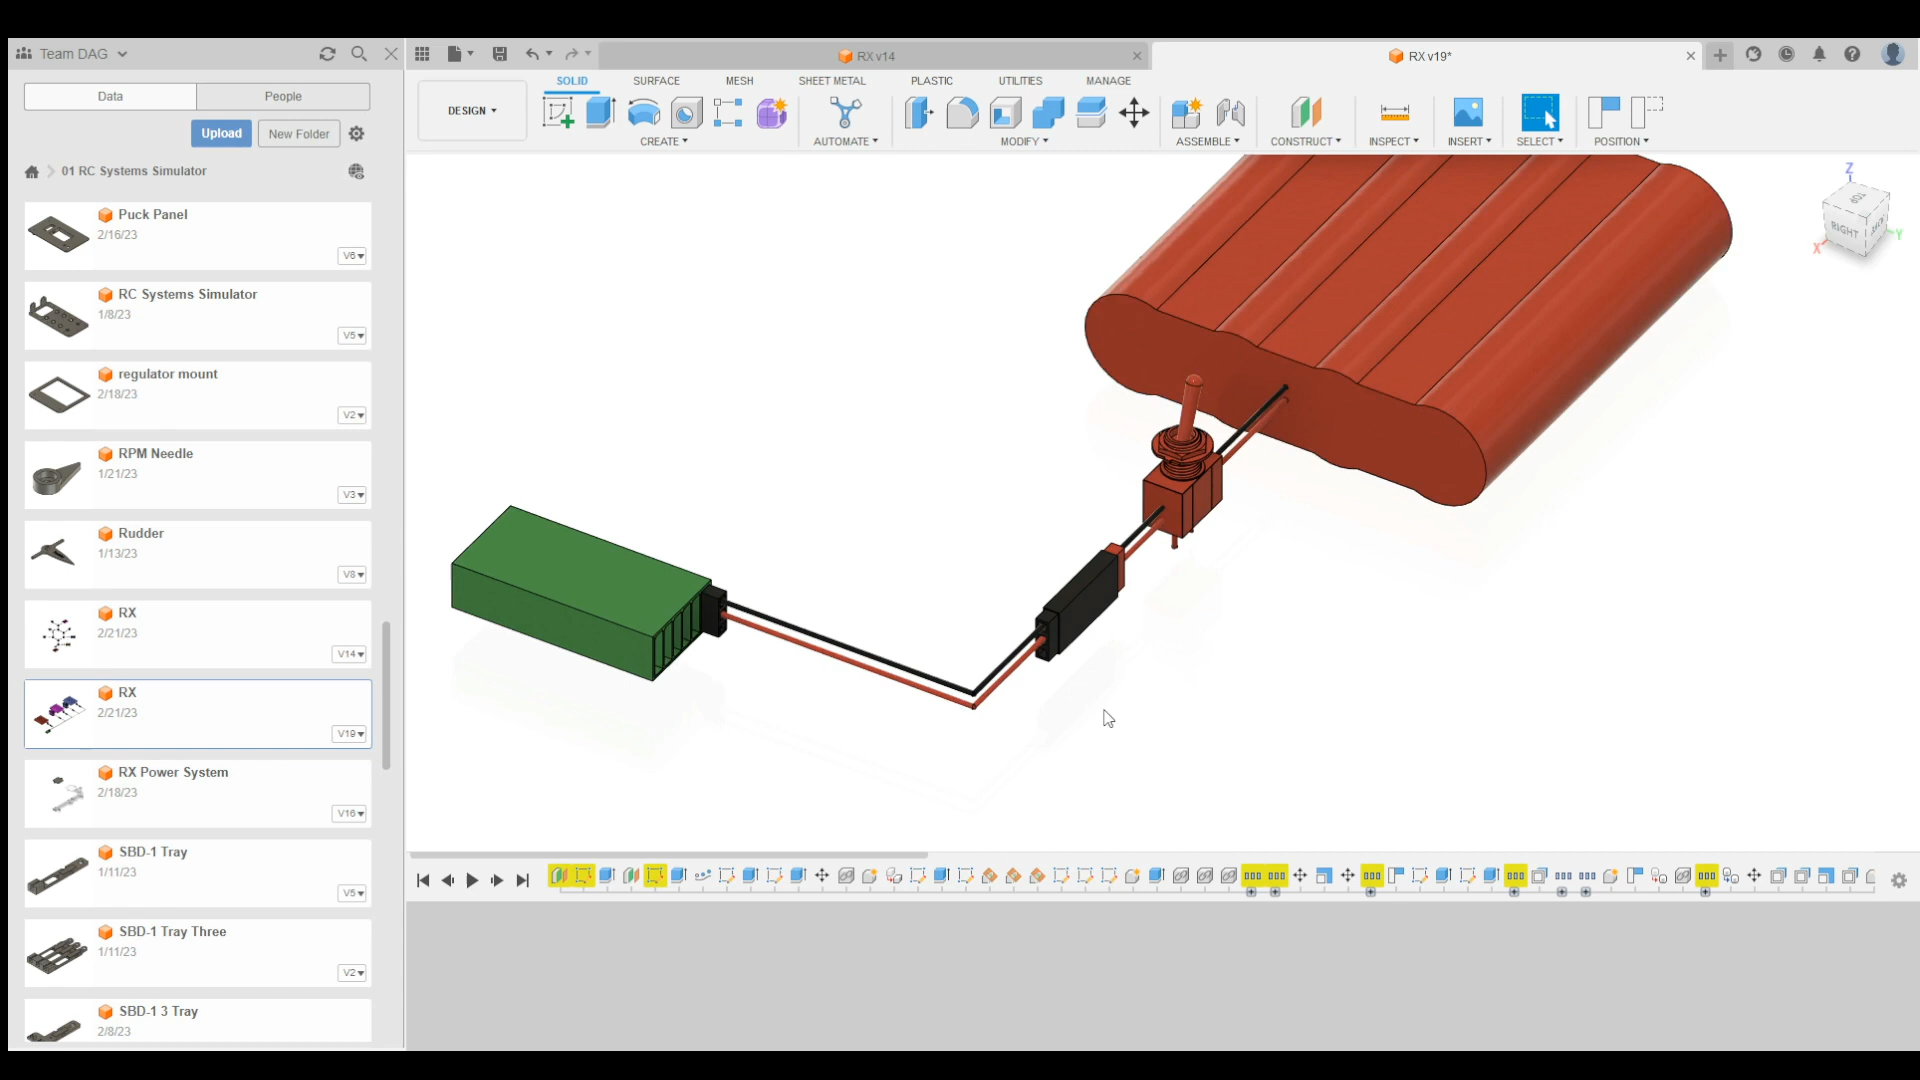 Team DAG
RX v14
RX v19*
Data
People
Upload
New Folder
01 RC Systems Simulator
DESIGN
SOLID
SURFACE
MESH
SHEET METAL
PLASTIC
UTILITIES
MANAGE
CREATE
AUTOMATE
MODIFY
ASSEMBLE
CONSTRUCT
INSPECT
INSERT
SELECT
POSITION
Puck Panel
2/16/23
V6
RC Systems Simulator
1/8/23
V5
regulator mount
2/18/23
V2
RPM Needle
1/21/23
V3
Rudder
1/13/23
V8
RX
2/21/23
V14
RX
2/21/23
V19
RX Power System
2/18/23
V16
SBD-1 Tray
1/11/23
V5
SBD-1 Tray Three
1/11/23
V2
SBD-1 3 Tray
2/8/23
Z
TOP
RIGHT
X
Y